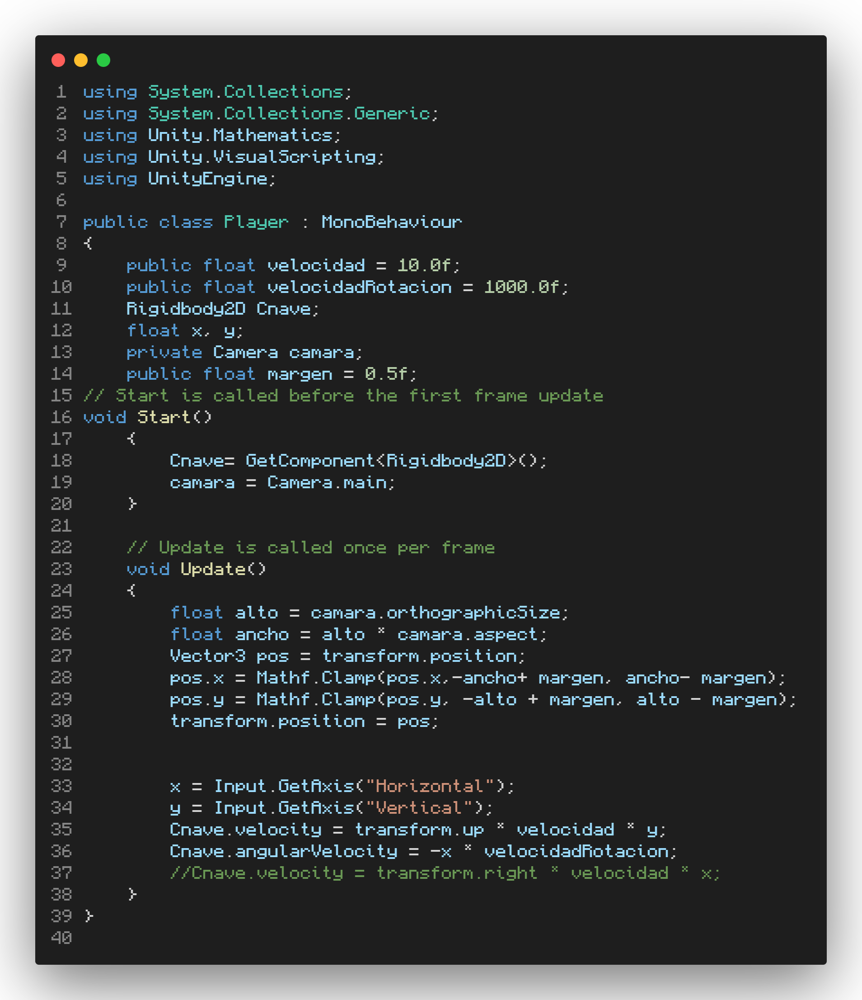 1 using System.Collections;
2 using System.Collections.Generic;
3 using Unity.Mathematics;
4 using Unity.VisualScripting;
5 using UnityEngine;
6
7 public class Player : MonoBehaviour
8 {
9     public float velocidad = 10.0f;
10     public float velocidadRotacion = 1000.0f;
11     Rigidbody2D Cnave;
12     float x, y;
13     private Camera camara;
14     public float margen = 0.5f;
15 // Start is called before the first frame update
16 void Start()
17     {
18         Cnave= GetComponent<Rigidbody2D>();
19         camara = Camera.main;
20     }
21
22     // Update is called once per frame
23     void Update()
24     {
25         float alto = camara.orthographicSize;
26         float ancho = alto * camara.aspect;
27         Vector3 pos = transform.position;
28         pos.x = Mathf.Clamp(pos.x,-ancho+ margen, ancho- margen);
29         pos.y = Mathf.Clamp(pos.y, -alto + margen, alto - margen);
30         transform.position = pos;
31
32
33         x = Input.GetAxis("Horizontal");
34         y = Input.GetAxis("Vertical");
35         Cnave.velocity = transform.up * velocidad * y;
36         Cnave.angularVelocity = -x * velocidadRotacion;
37         //Cnave.velocity = transform.right * velocidad * x;
38     }
39 }
40